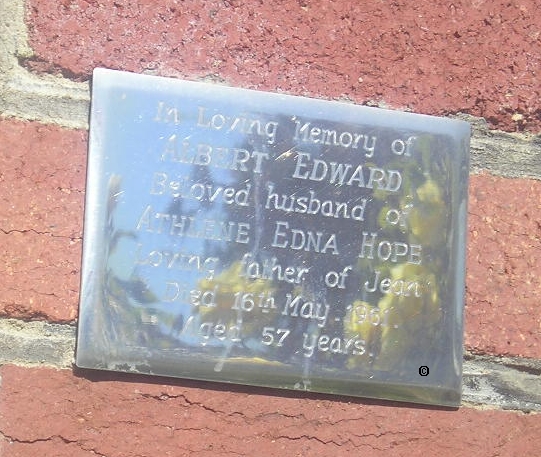 In Loving Memory of
ALBERT EDWARD
Beloved husband of
ATHLENE EDNA HOPE
Loving father of Jean
Died 16th May 1961.
Aged 57 years.
©